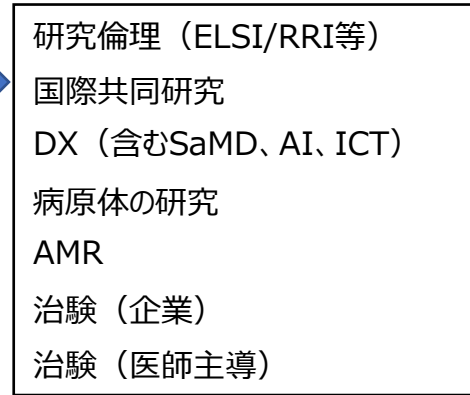 研究倫理（ELSI/RRI等）
国際共同研究
DX（含むSaMD、AI、ICT）
病原体の研究
AMR
治験（企業）
治験（医師主導）